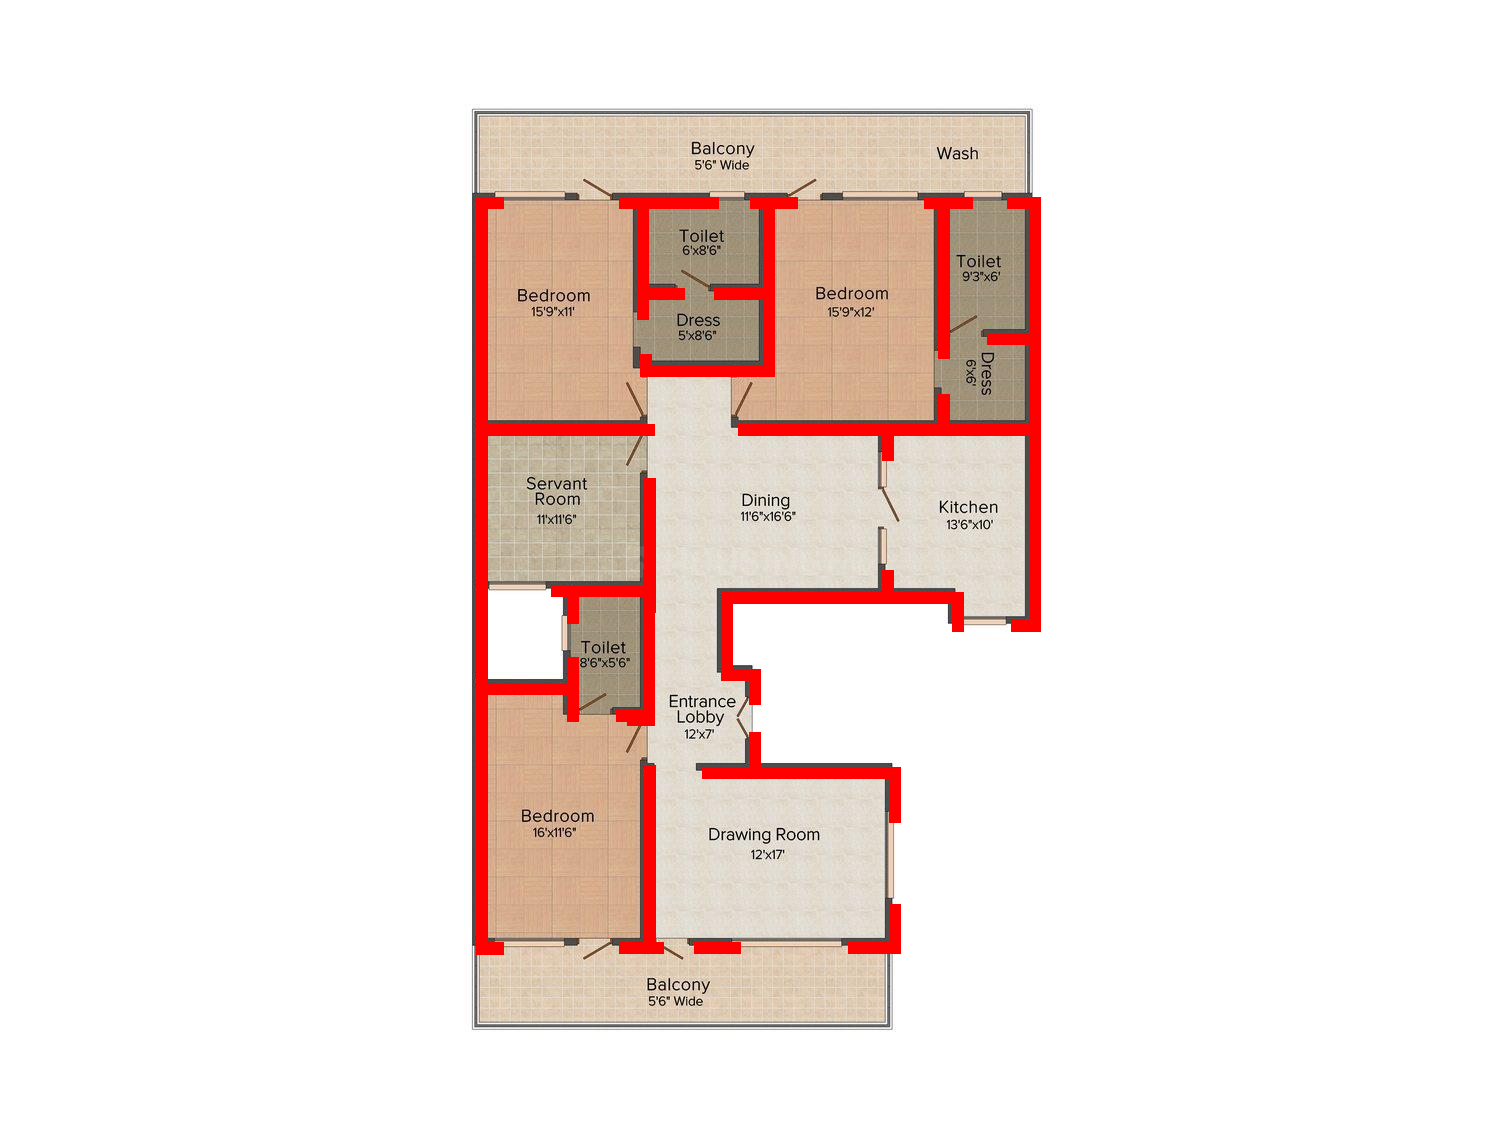 Balcony
5'6" Wide
Wash
Toilet
6'x8'6"
Toilet
9'3"x6'
Bedroom
15'9"x11'
Bedroom
15'9"x12'
Dress
5'x8'6"
Dress
6'x6'
Servant
Room
11'x11'6"
Dining
11'6"x16'6"
Kitchen
13'6"x10'
Toilet
8'6"x5'6"
Entrance
Lobby
12'x7'
Bedroom
16'x11'6"
Drawing Room
12'x17'
Balcony
5'6" Wide